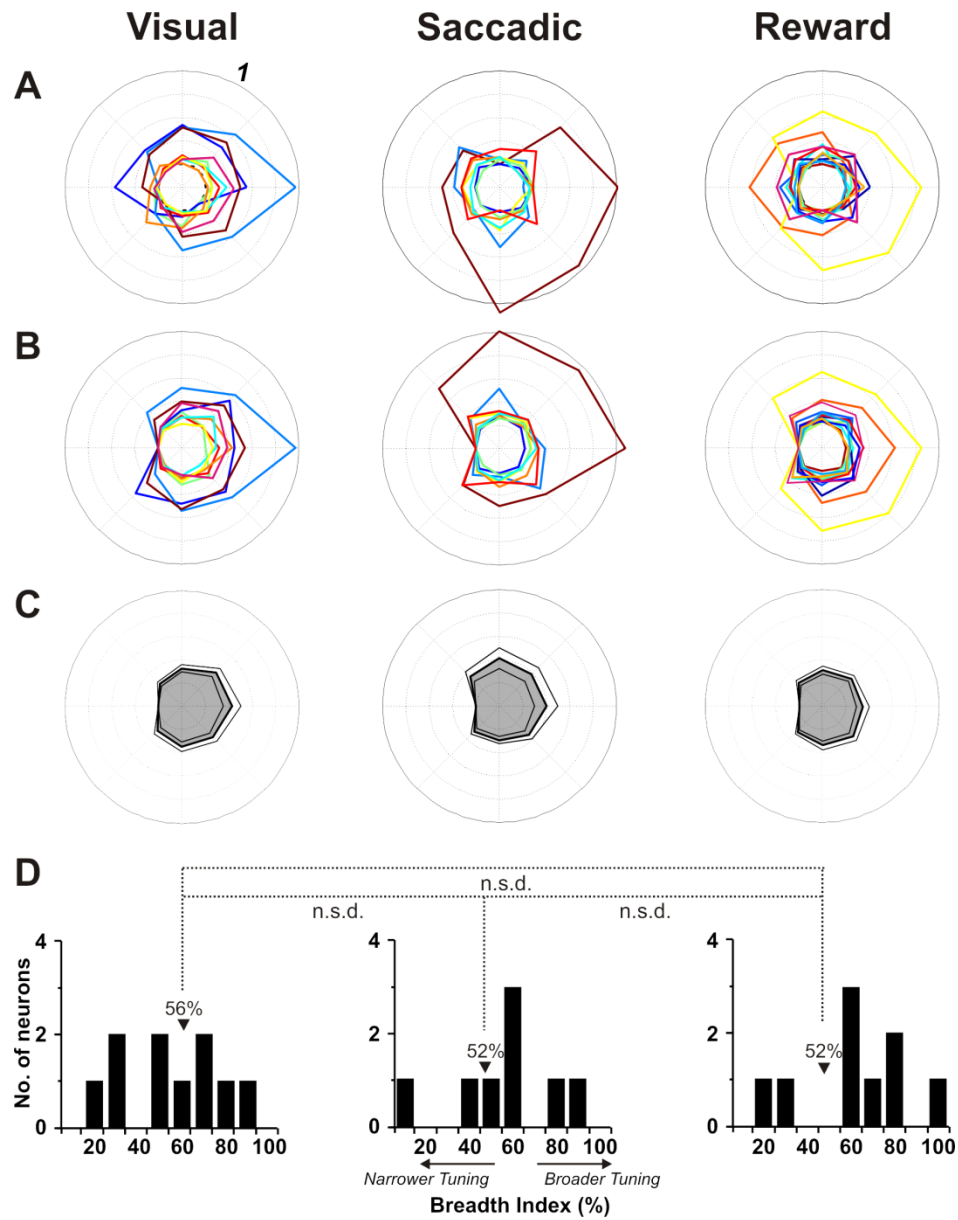 Visual Saccadic Reward
A
1
B
C
D
n.s.d.
n.s.d. n.s.d.
4 4 4
56%
52% 52%
2 2 2
No. of neurons
0 0 0
20 40 60 80 100 20 40 60 80 100 20 40 60 80 100
Narrower Tuning Broader Tuning
Breadth Index (%)